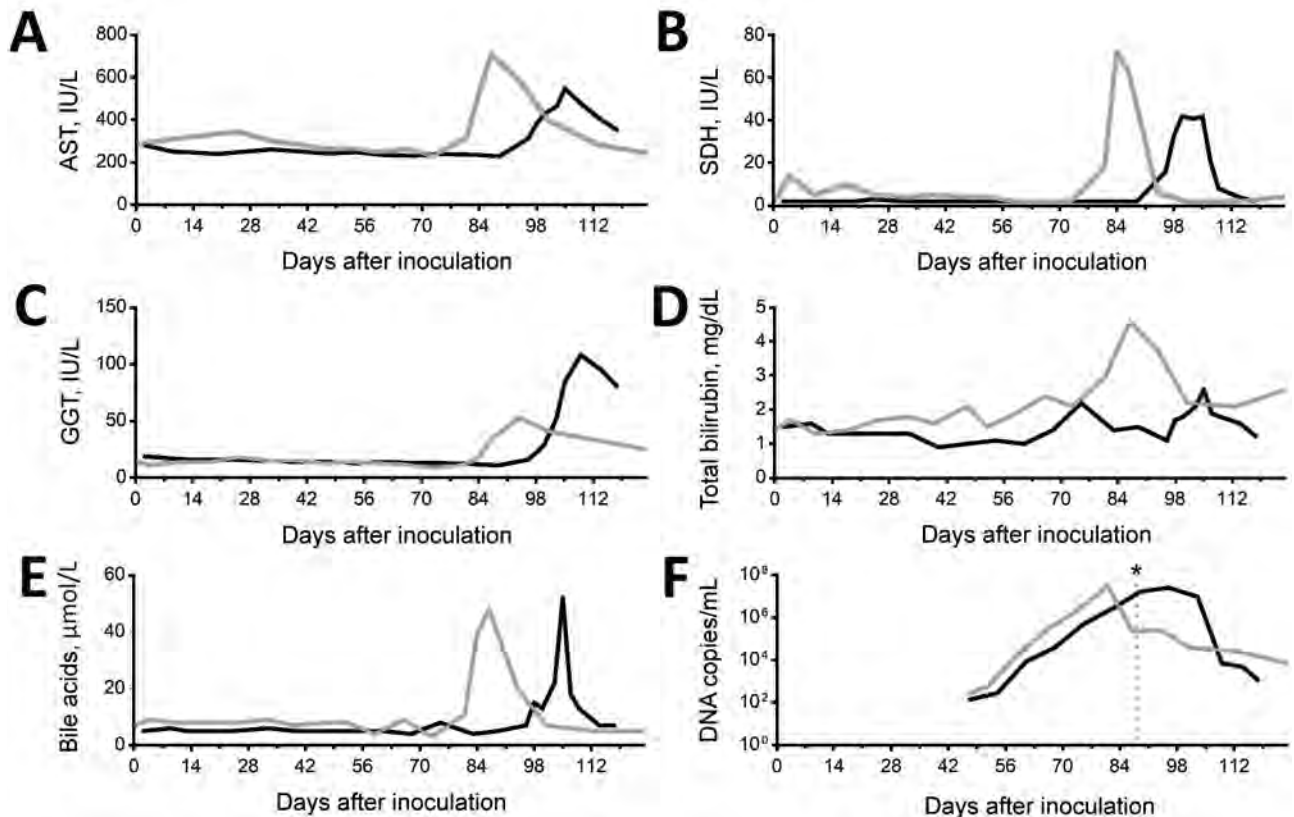 A
AST, IU/L
800
600
400
200
0
0 14 28 42 56 70 84 98 112
Days after inoculation
B
SDH, IU/L
80
60
40
20
0
0 14 28 42 56 70 84 98 112
Days after inoculation
C
GGT, IU/L
150
100
50
0
0 14 28 42 56 70 84 98 112
Days after inoculation
D
Total bilirubin, mg/dL
5
4
3
2
1
0
0 14 28 42 56 70 84 98 112
Days after inoculation
E
Bile acids, μmol/L
60
40
20
0
0 14 28 42 56 70 84 98 112
Days after inoculation
F
DNA copies/mL
10⁸
10⁶
10⁴
10²
10⁰
*
0 14 28 42 56 70 84 98 112
Days after inoculation